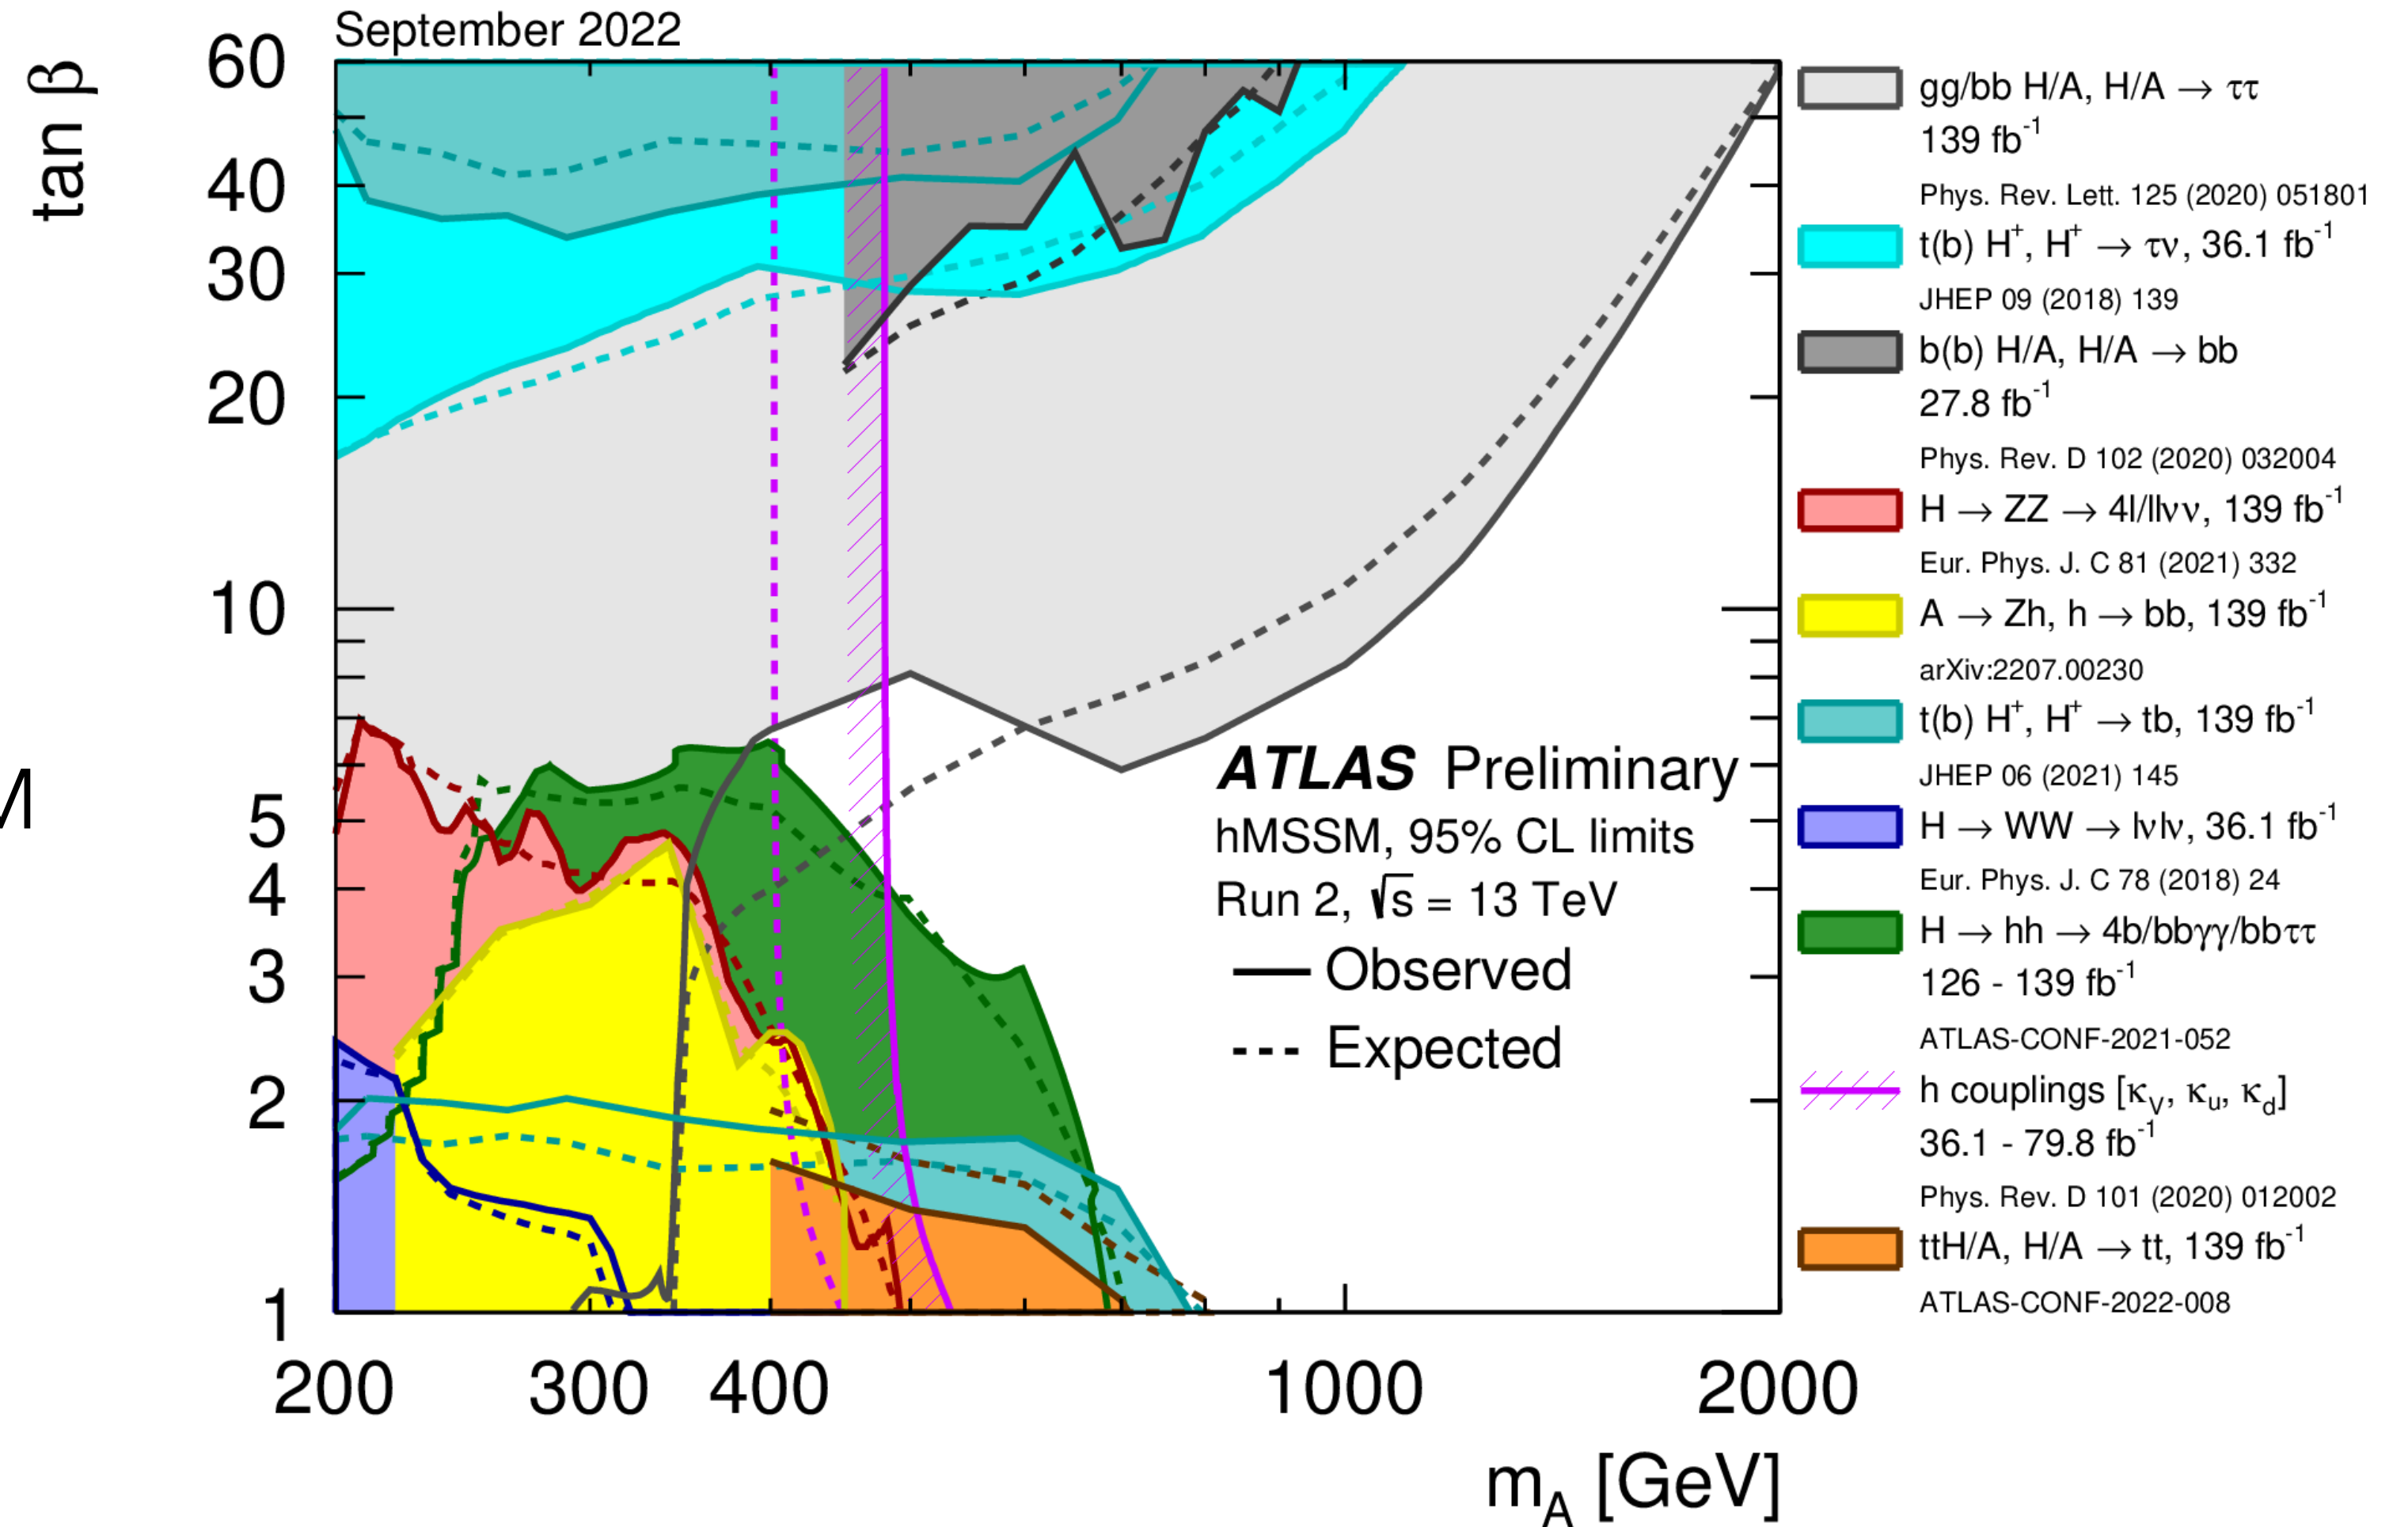 September 2022
tan β
60
40
30
20
10
5
4
3
2
1
M
200 300 400 1000 2000
m_A [GeV]
ATLAS Preliminary
hMSSM, 95% CL limits
Run 2, √s = 13 TeV
Observed
Expected
gg/bb H/A, H/A → ττ
139 fb⁻¹
Phys. Rev. Lett. 125 (2020) 051801
t(b) H⁺, H⁺ → τν, 36.1 fb⁻¹
JHEP 09 (2018) 139
b(b) H/A, H/A → bb
27.8 fb⁻¹
Phys. Rev. D 102 (2020) 032004
H → ZZ → 4l/llνν, 139 fb⁻¹
Eur. Phys. J. C 81 (2021) 332
A → Zh, h → bb, 139 fb⁻¹
arXiv:2207.00230
t(b) H⁺, H⁺ → tb, 139 fb⁻¹
JHEP 06 (2021) 145
H → WW → lνlν, 36.1 fb⁻¹
Eur. Phys. J. C 78 (2018) 24
H → hh → 4b/bbγγ/bbττ
126 - 139 fb⁻¹
ATLAS-CONF-2021-052
h couplings [κ_V, κ_u, κ_d]
36.1 - 79.8 fb⁻¹
Phys. Rev. D 101 (2020) 012002
ttH/A, H/A → tt, 139 fb⁻¹
ATLAS-CONF-2022-008